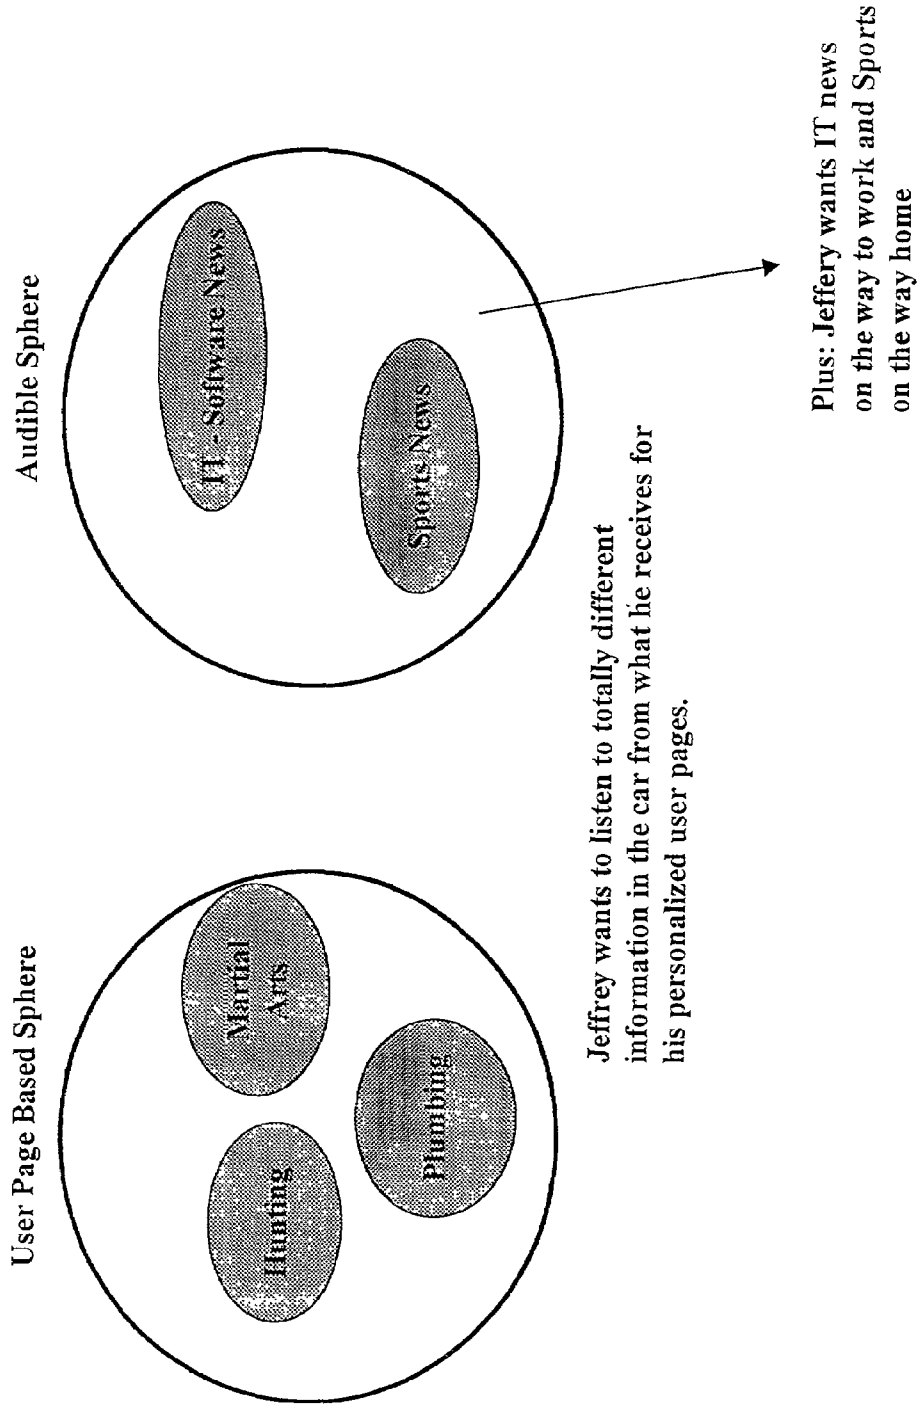 User Page Based Sphere
Hunting
Martial
Arts
Plumbing
Audible Sphere
IT - Software News
Sports News
Jeffrey wants to listen to totally different
information in the car from what he receives for
his personalized user pages.
Plus: Jeffery wants IT news
on the way to work and Sports
on the way home